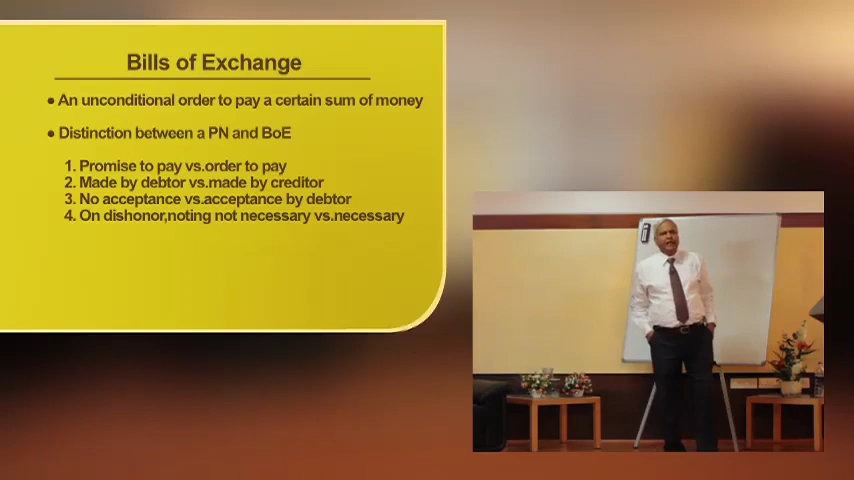 Bills of Exchange
● An unconditional order to pay a certain sum of money
● Distinction between a PN and BoE
1. Promise to pay vs.order to pay
2. Made by debtor vs.made by creditor
3. No acceptance vs.acceptance by debtor
4. On dishonor,noting not necessary vs.necessary